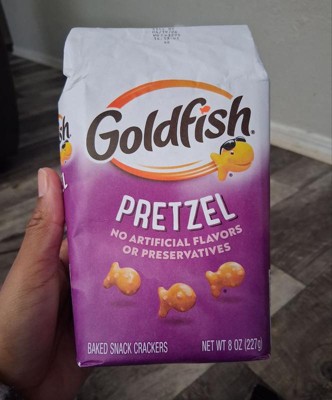 Goldfish®
PRETZEL
NO ARTIFICIAL FLAVORS
OR PRESERVATIVES
BAKED SNACK CRACKERS
NET WT 8 OZ (227g)